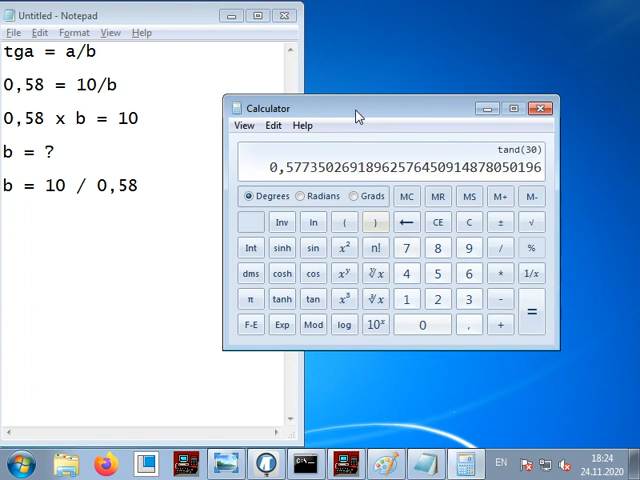 Untitled - Notepad
File Edit Format View Help
tga = a/b
0,58 = 10/b
0,58 x b = 10
b = ?
b = 10 / 0,58
Calculator
View Edit Help
tand(30)
0,57735026918962576450914878050196
Degrees Radians Grads MC MR MS M+ M-
Inv ln ( ) ← CE C ± √
Int sinh sin x² n! 7 8 9 / %
dms cosh cos xʸ ʸ√x 4 5 6 * 1/x
π tanh tan x³ ³√x 1 2 3 - =
F-E Exp Mod log 10ˣ 0 , +
EN
18:24
24.11.2020